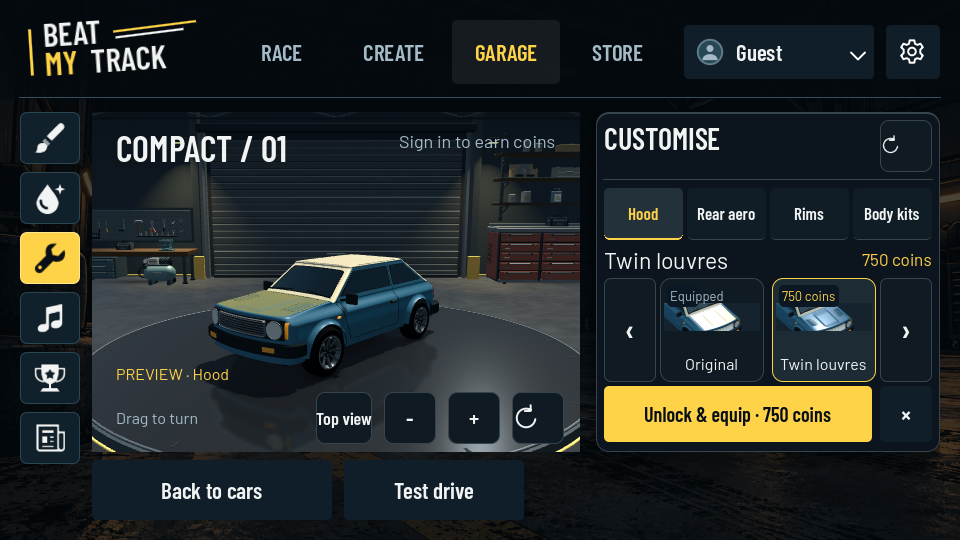 BEAT
MY TRACK
RACE
CREATE
GARAGE
STORE
Guest
COMPACT / 01
Sign in to earn coins
PREVIEW · Hood
Drag to turn
Top view
-
+
Back to cars
Test drive
CUSTOMISE
Hood
Rear aero
Rims
Body kits
Twin louvres
750 coins
‹
Equipped
Original
750 coins
Twin louvres
›
Unlock & equip · 750 coins
×